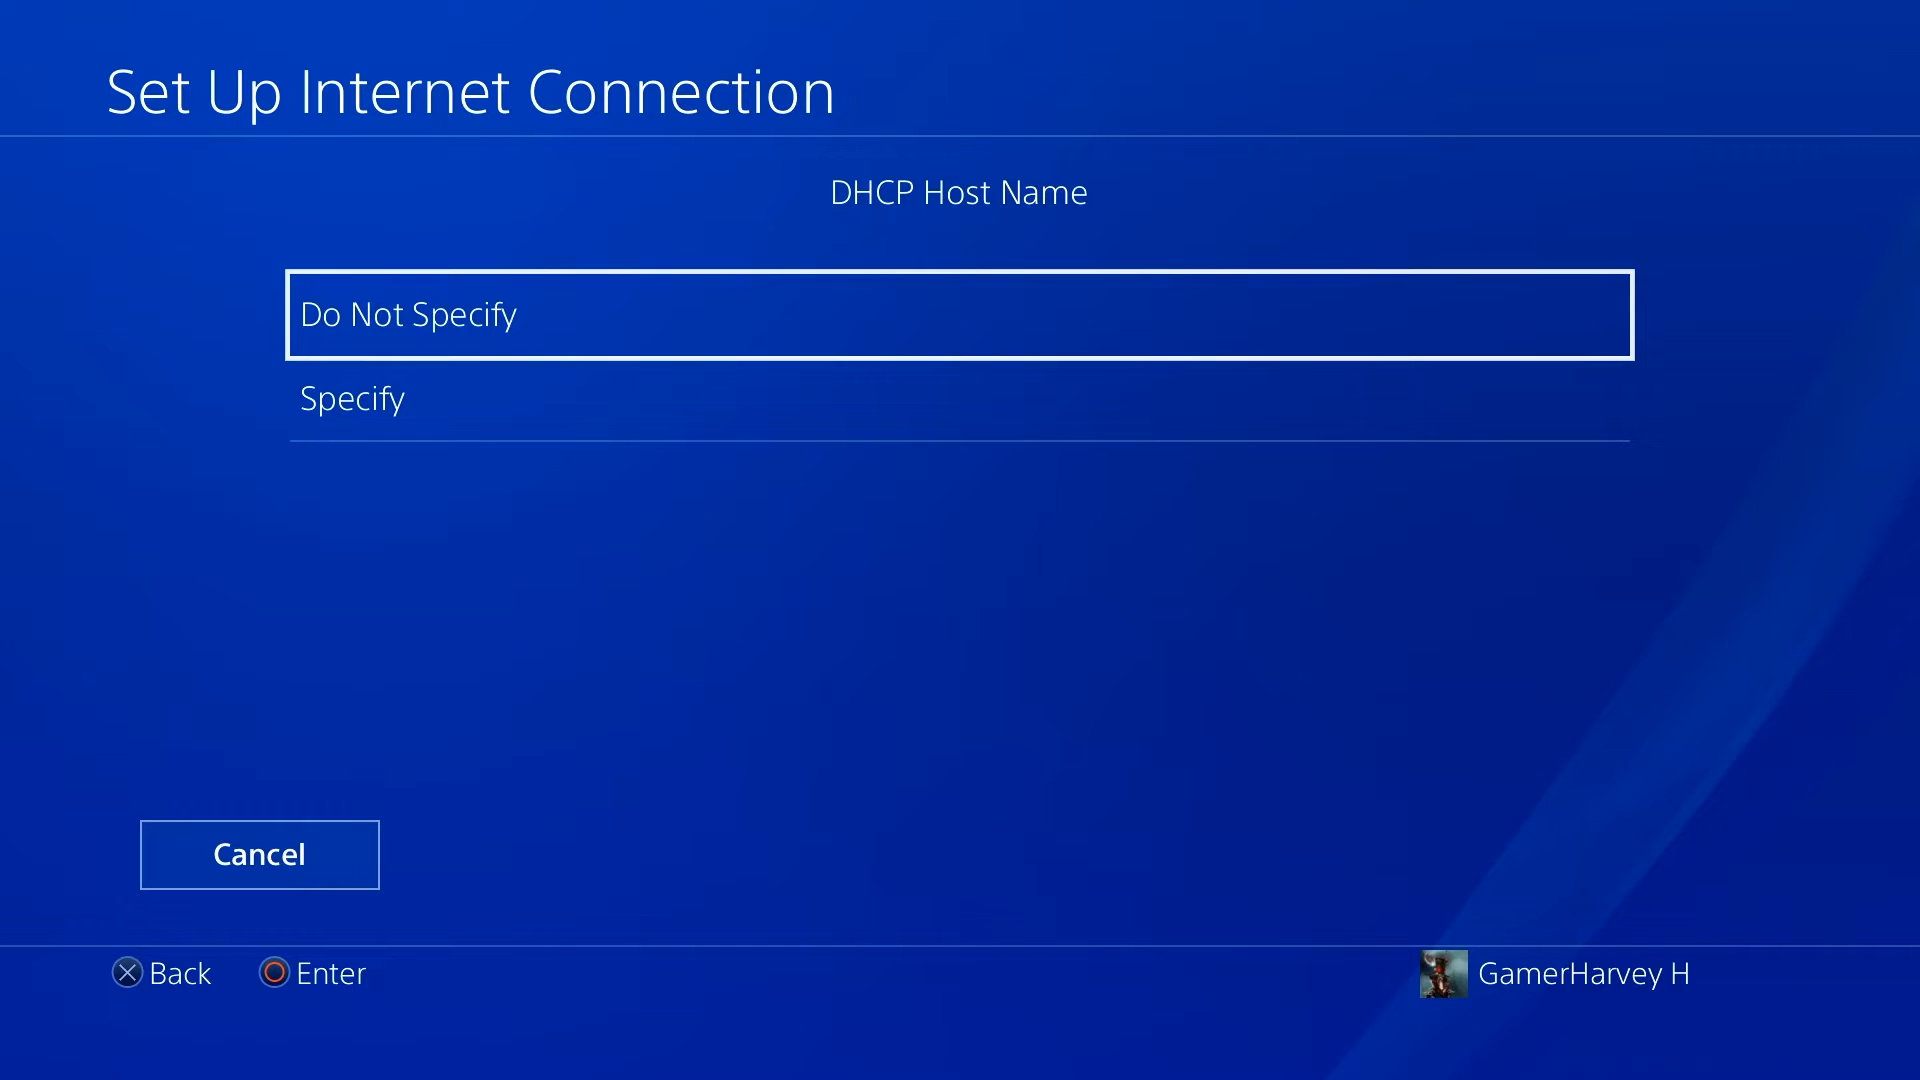 Set Up Internet Connection
DHCP Host Name
Do Not Specify
Specify
Cancel
Back Enter GamerHarvey H